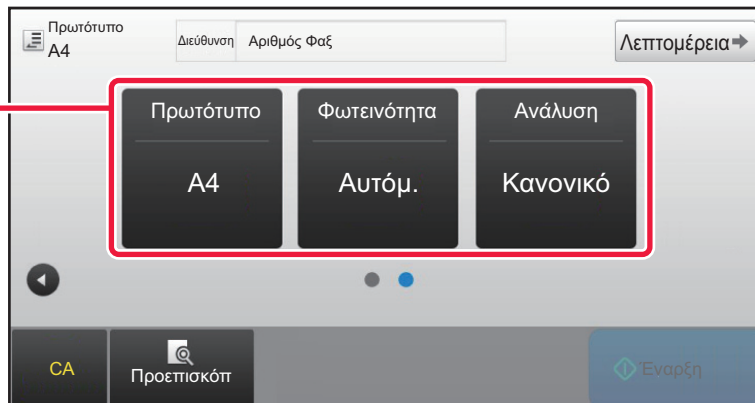 Πρωτότυπο
A4
Διεύθυνση
Αριθμός Φαξ
Λεπτομέρεια
Πρωτότυπο
Φωτεινότητα
Ανάλυση
A4
Αυτόμ.
Κανονικό
CA
Προεπισκόπ
Έναρξη